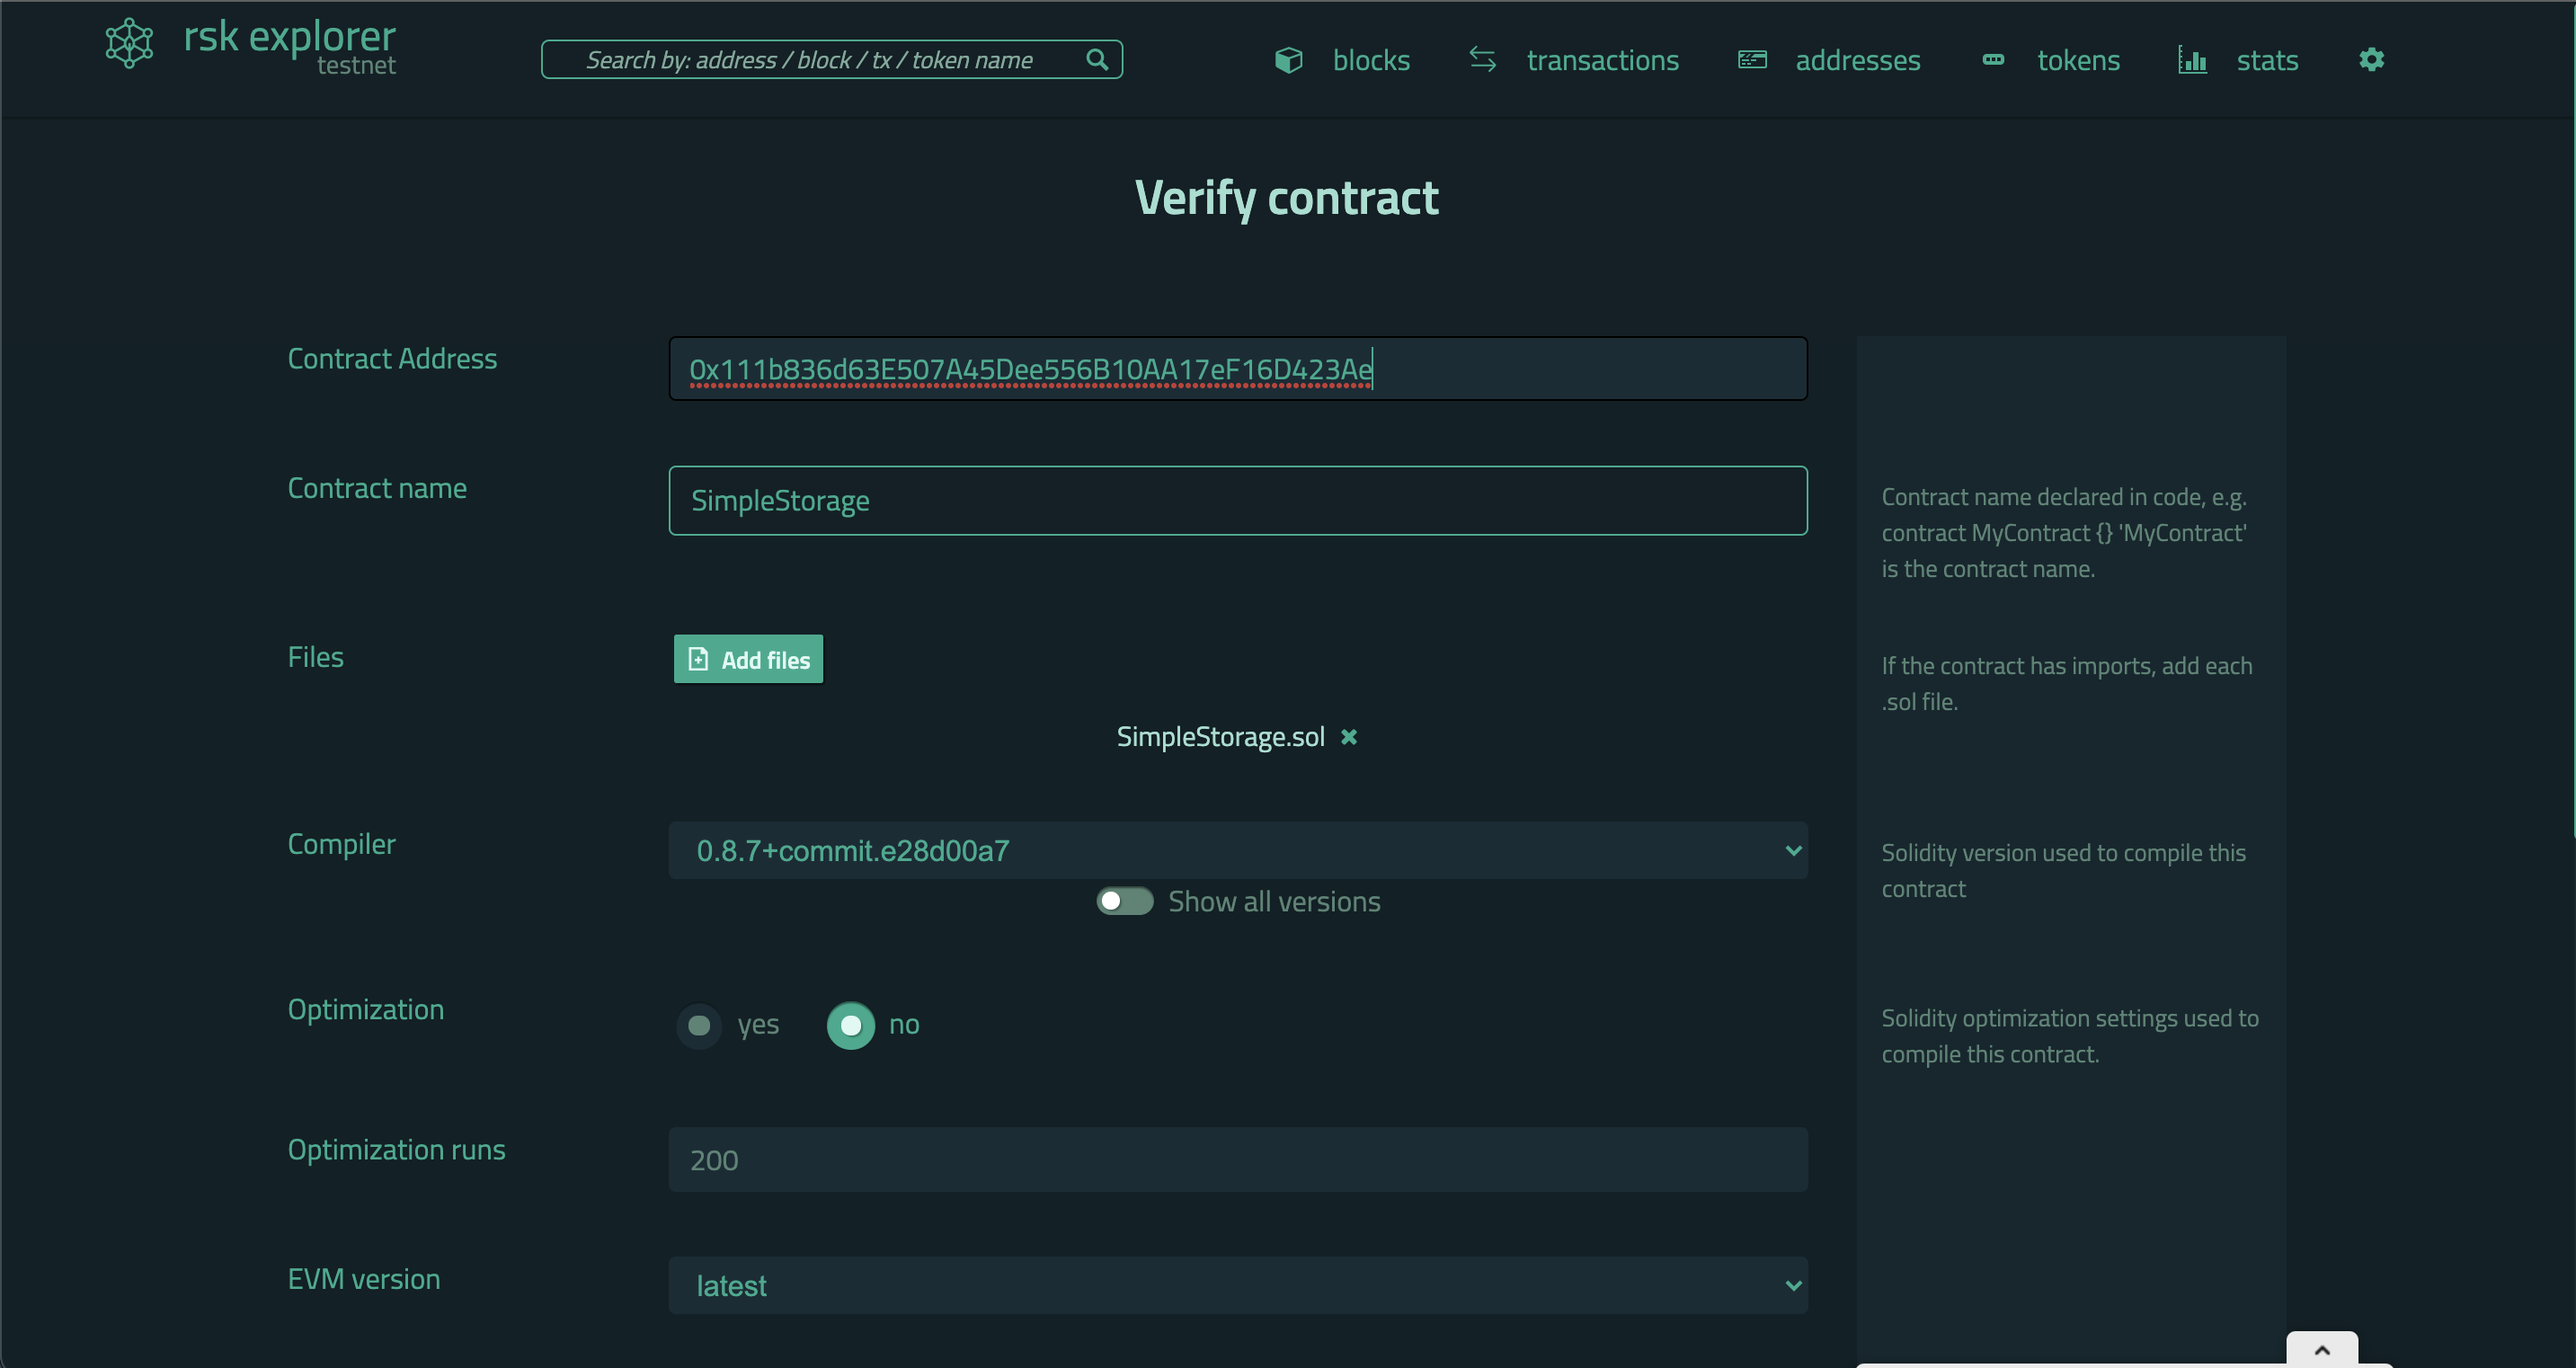 rsk explorer
testnet
Search by: address / block / tx / token name
blocks
transactions
addresses
tokens
stats
Verify contract
Contract Address
0x111b836d63E507A45Dee556B10AA17eF16D423Ae
Contract name
SimpleStorage
Contract name declared in code, e.g.
contract MyContract {} 'MyContract'
is the contract name.
Files
Add files
If the contract has imports, add each
.sol file.
SimpleStorage.sol
Compiler
0.8.7+commit.e28d00a7
Solidity version used to compile this
contract
Show all versions
Optimization
yes
no
Solidity optimization settings used to
compile this contract.
Optimization runs
200
EVM version
latest